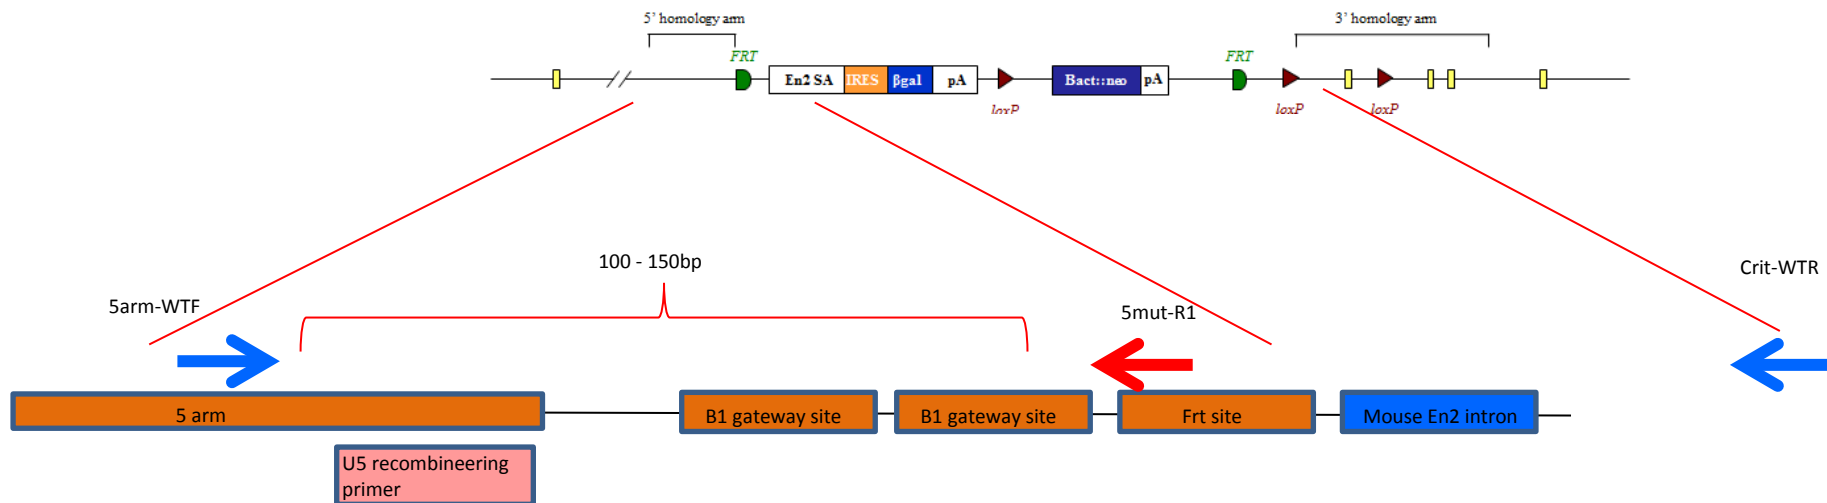 5' homology arm
3' homology arm
FRT
FRT
En2 SA
IRES
βgal
pA
Bact::neo
pA
loxP
loxP
loxP
100 - 150bp
Crit-WTR
5arm-WTF
5mut-R1
5 arm
B1 gateway site
B1 gateway site
Frt site
Mouse En2 intron
U5 recombineering
primer